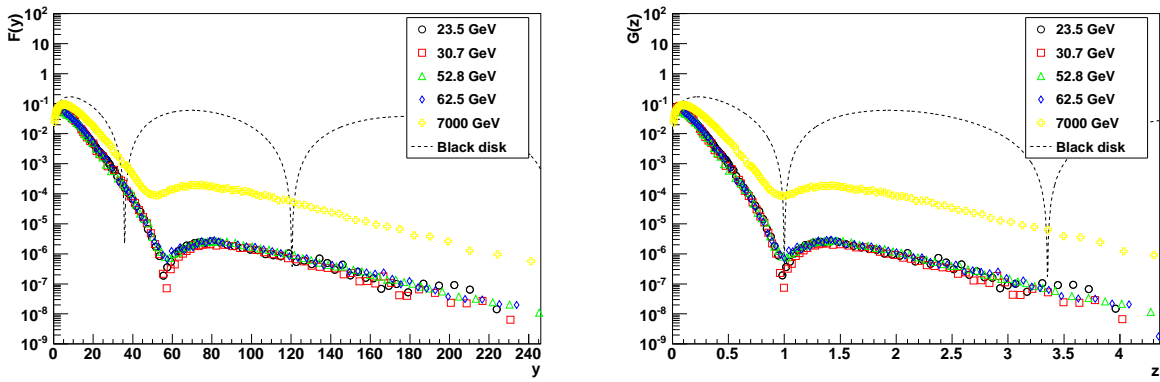 F(y)
10^2
10
1
10^-1
10^-2
10^-3
10^-4
10^-5
10^-6
10^-7
10^-8
10^-9
0 20 40 60 80 100 120 140 160 180 200 220 240
y
23.5 GeV
30.7 GeV
52.8 GeV
62.5 GeV
7000 GeV
Black disk
G(z)
10^2
10
1
10^-1
10^-2
10^-3
10^-4
10^-5
10^-6
10^-7
10^-8
10^-9
0 0.5 1 1.5 2 2.5 3 3.5 4
z
23.5 GeV
30.7 GeV
52.8 GeV
62.5 GeV
7000 GeV
Black disk